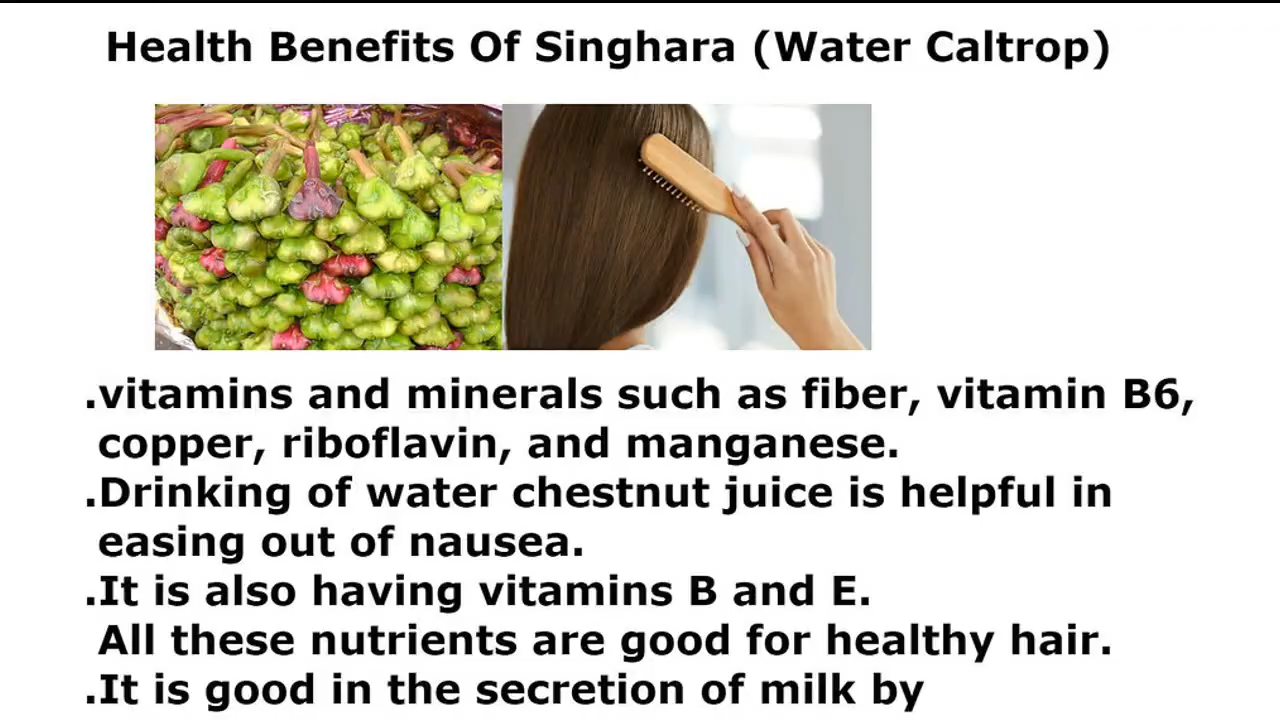 Health Benefits Of Singhara (Water Caltrop)
.vitamins and minerals such as fiber, vitamin B6,
copper, riboflavin, and manganese.
.Drinking of water chestnut juice is helpful in
easing out of nausea.
.It is also having vitamins B and E.
All these nutrients are good for healthy hair.
.It is good in the secretion of milk by